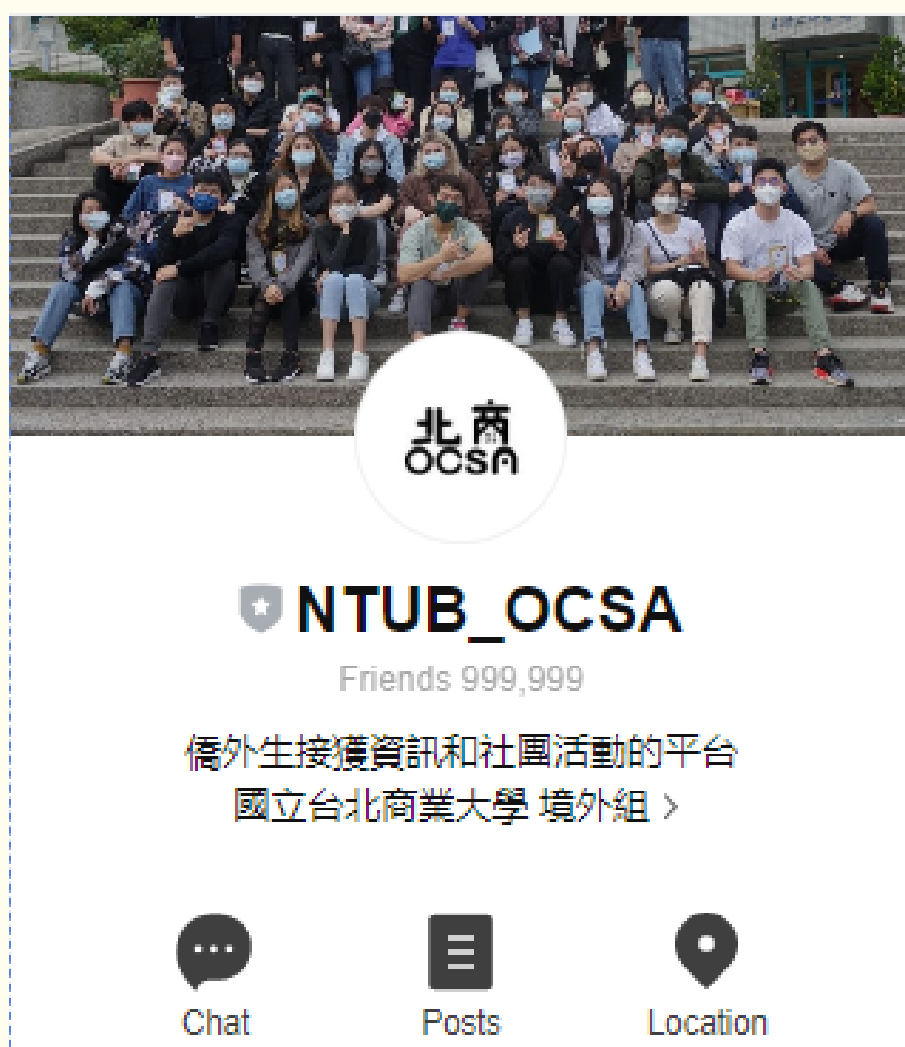 北商
OCSA
NTUB_OCSA
Friends 999,999
僑外生接獲資訊和社團活動的平台
國立台北商業大學 境外組 >
Chat
Posts
Location